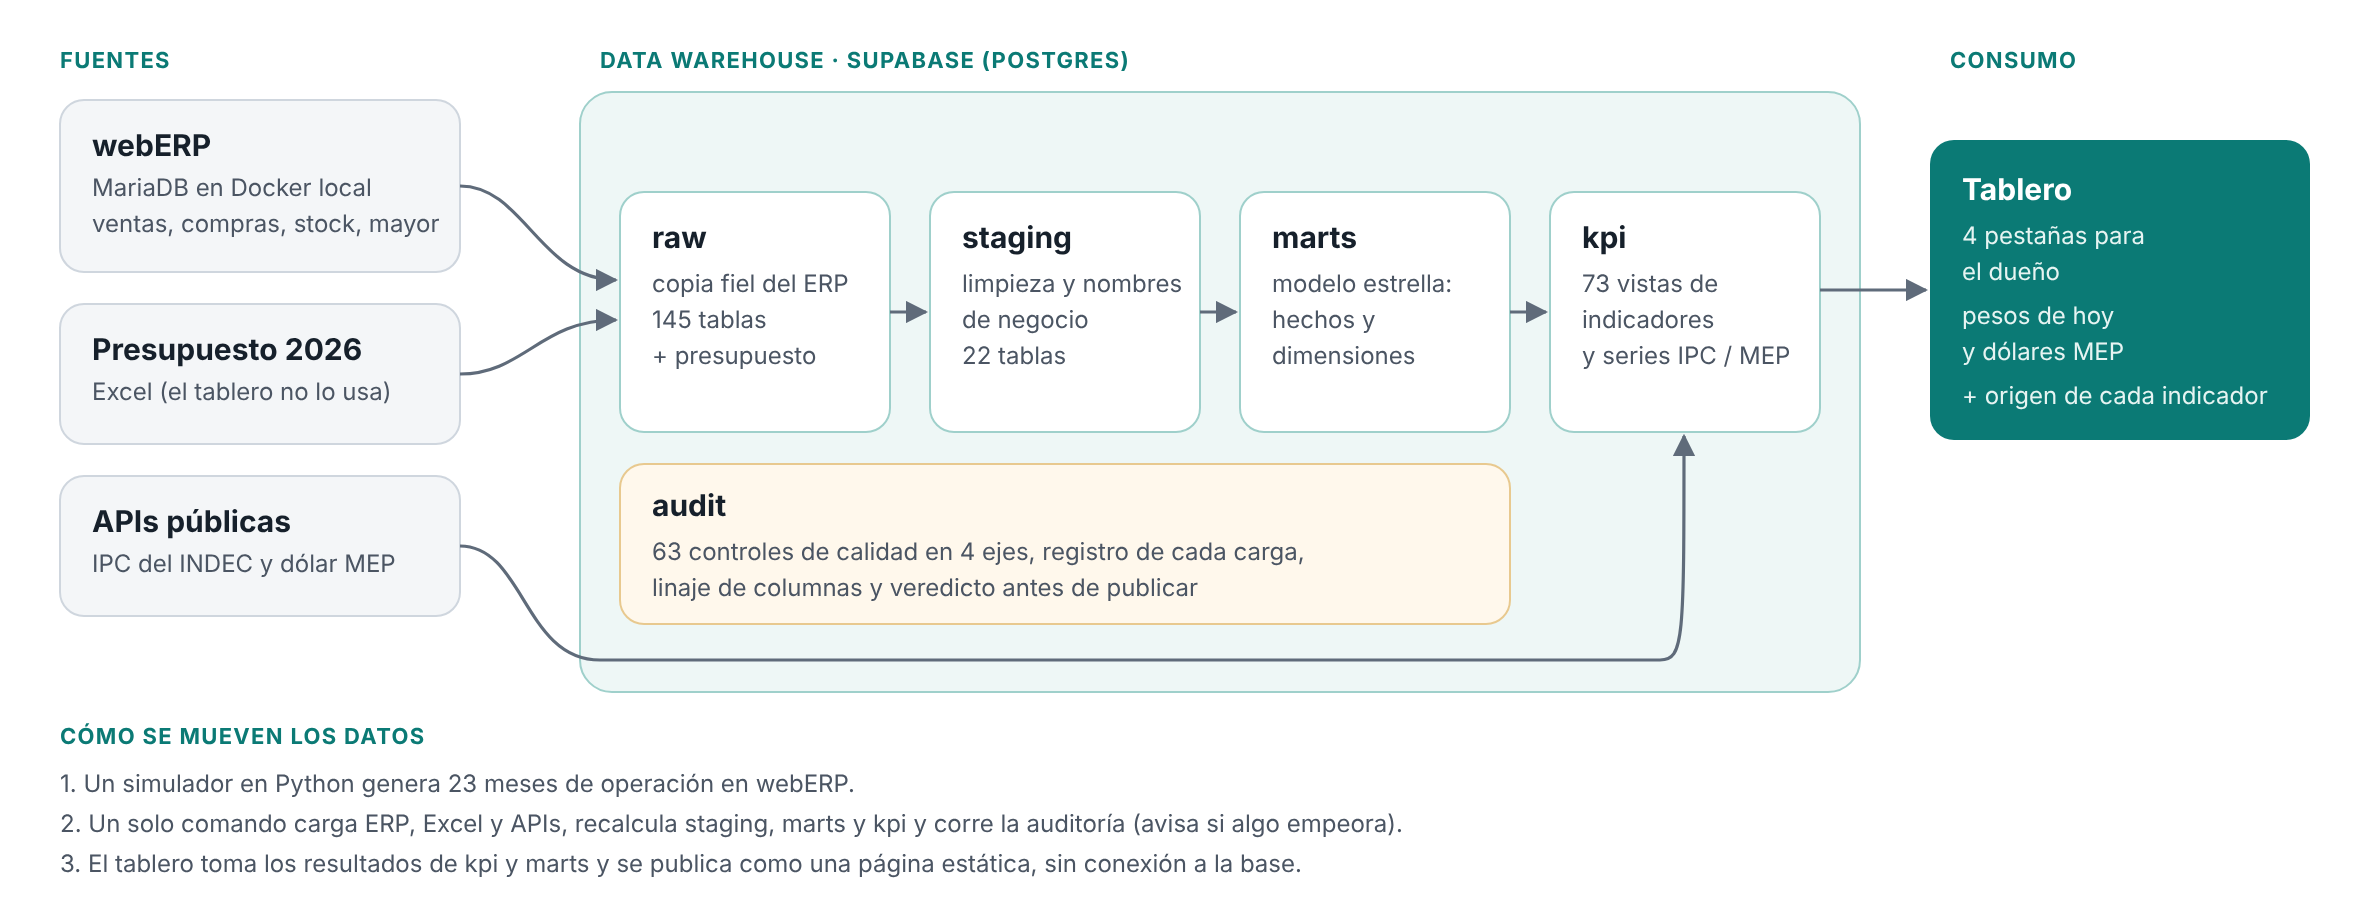 FUENTES
webERP
MariaDB en Docker local
ventas, compras, stock, mayor
Presupuesto 2026
Excel (el tablero no lo usa)
APIs públicas
IPC del INDEC y dólar MEP
DATA WAREHOUSE · SUPABASE (POSTGRES)
raw
copia fiel del ERP
145 tablas
+ presupuesto
staging
limpieza y nombres
de negocio
22 tablas
marts
modelo estrella:
hechos y
dimensiones
kpi
73 vistas de
indicadores
y series IPC / MEP
audit
63 controles de calidad en 4 ejes, registro de cada carga,
linaje de columnas y veredicto antes de publicar
CONSUMO
Tablero
4 pestañas para
el dueño
pesos de hoy
y dólares MEP
+ origen de cada indicador
CÓMO SE MUEVEN LOS DATOS
1. Un simulador en Python genera 23 meses de operación en webERP.
2. Un solo comando carga ERP, Excel y APIs, recalcula staging, marts y kpi y corre la auditoría (avisa si algo empeora).
3. El tablero toma los resultados de kpi y marts y se publica como una página estática, sin conexión a la base.